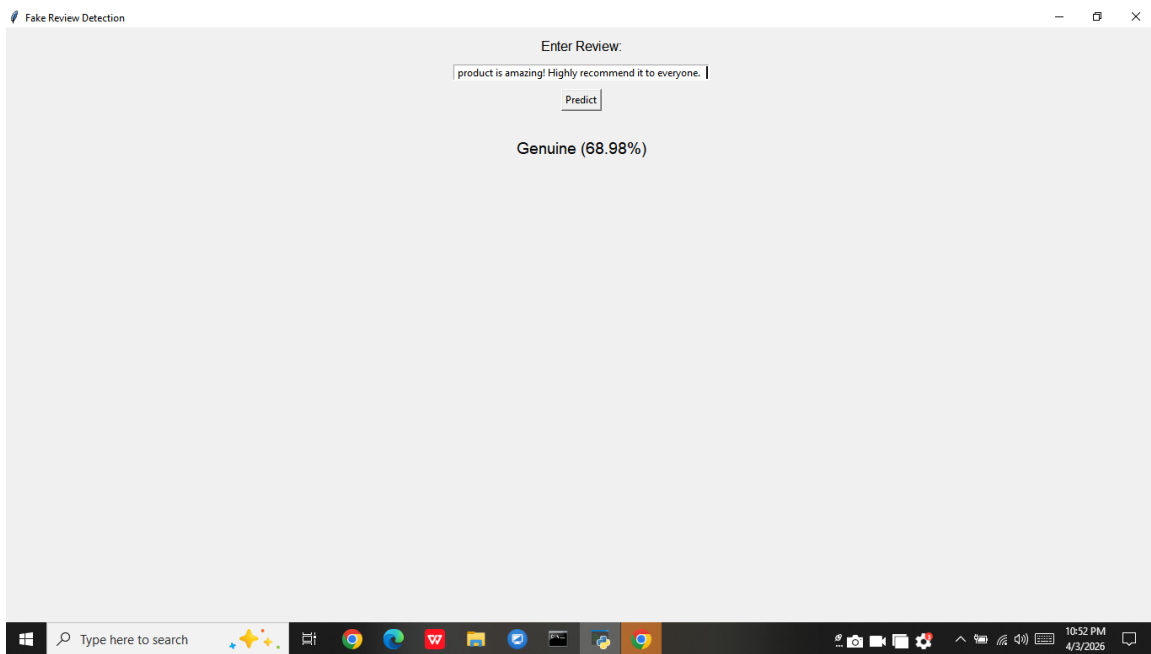 Fake Review Detection
Enter Review:
product is amazing! Highly recommend it to everyone.
Predict
Genuine (68.98%)
Type here to search
10:52 PM
4/3/2026